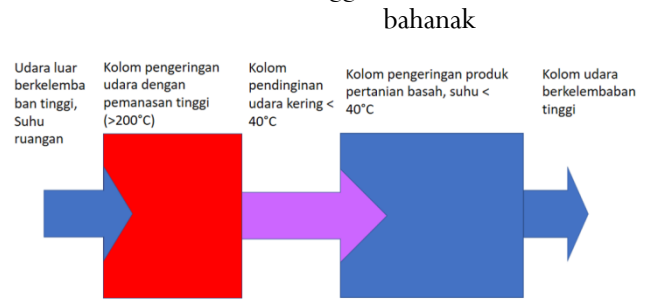 bahanak
Udara luar
berkelemba
ban tinggi,
Suhu
ruangan
Kolom pengeringan
udara dengan
pemanasan tinggi
(>200°C)
Kolom
pendinginan
udara kering <
40°C
Kolom pengeringan produk
pertanian basah, suhu <
40°C
Kolom udara
berkelembaban
tinggi